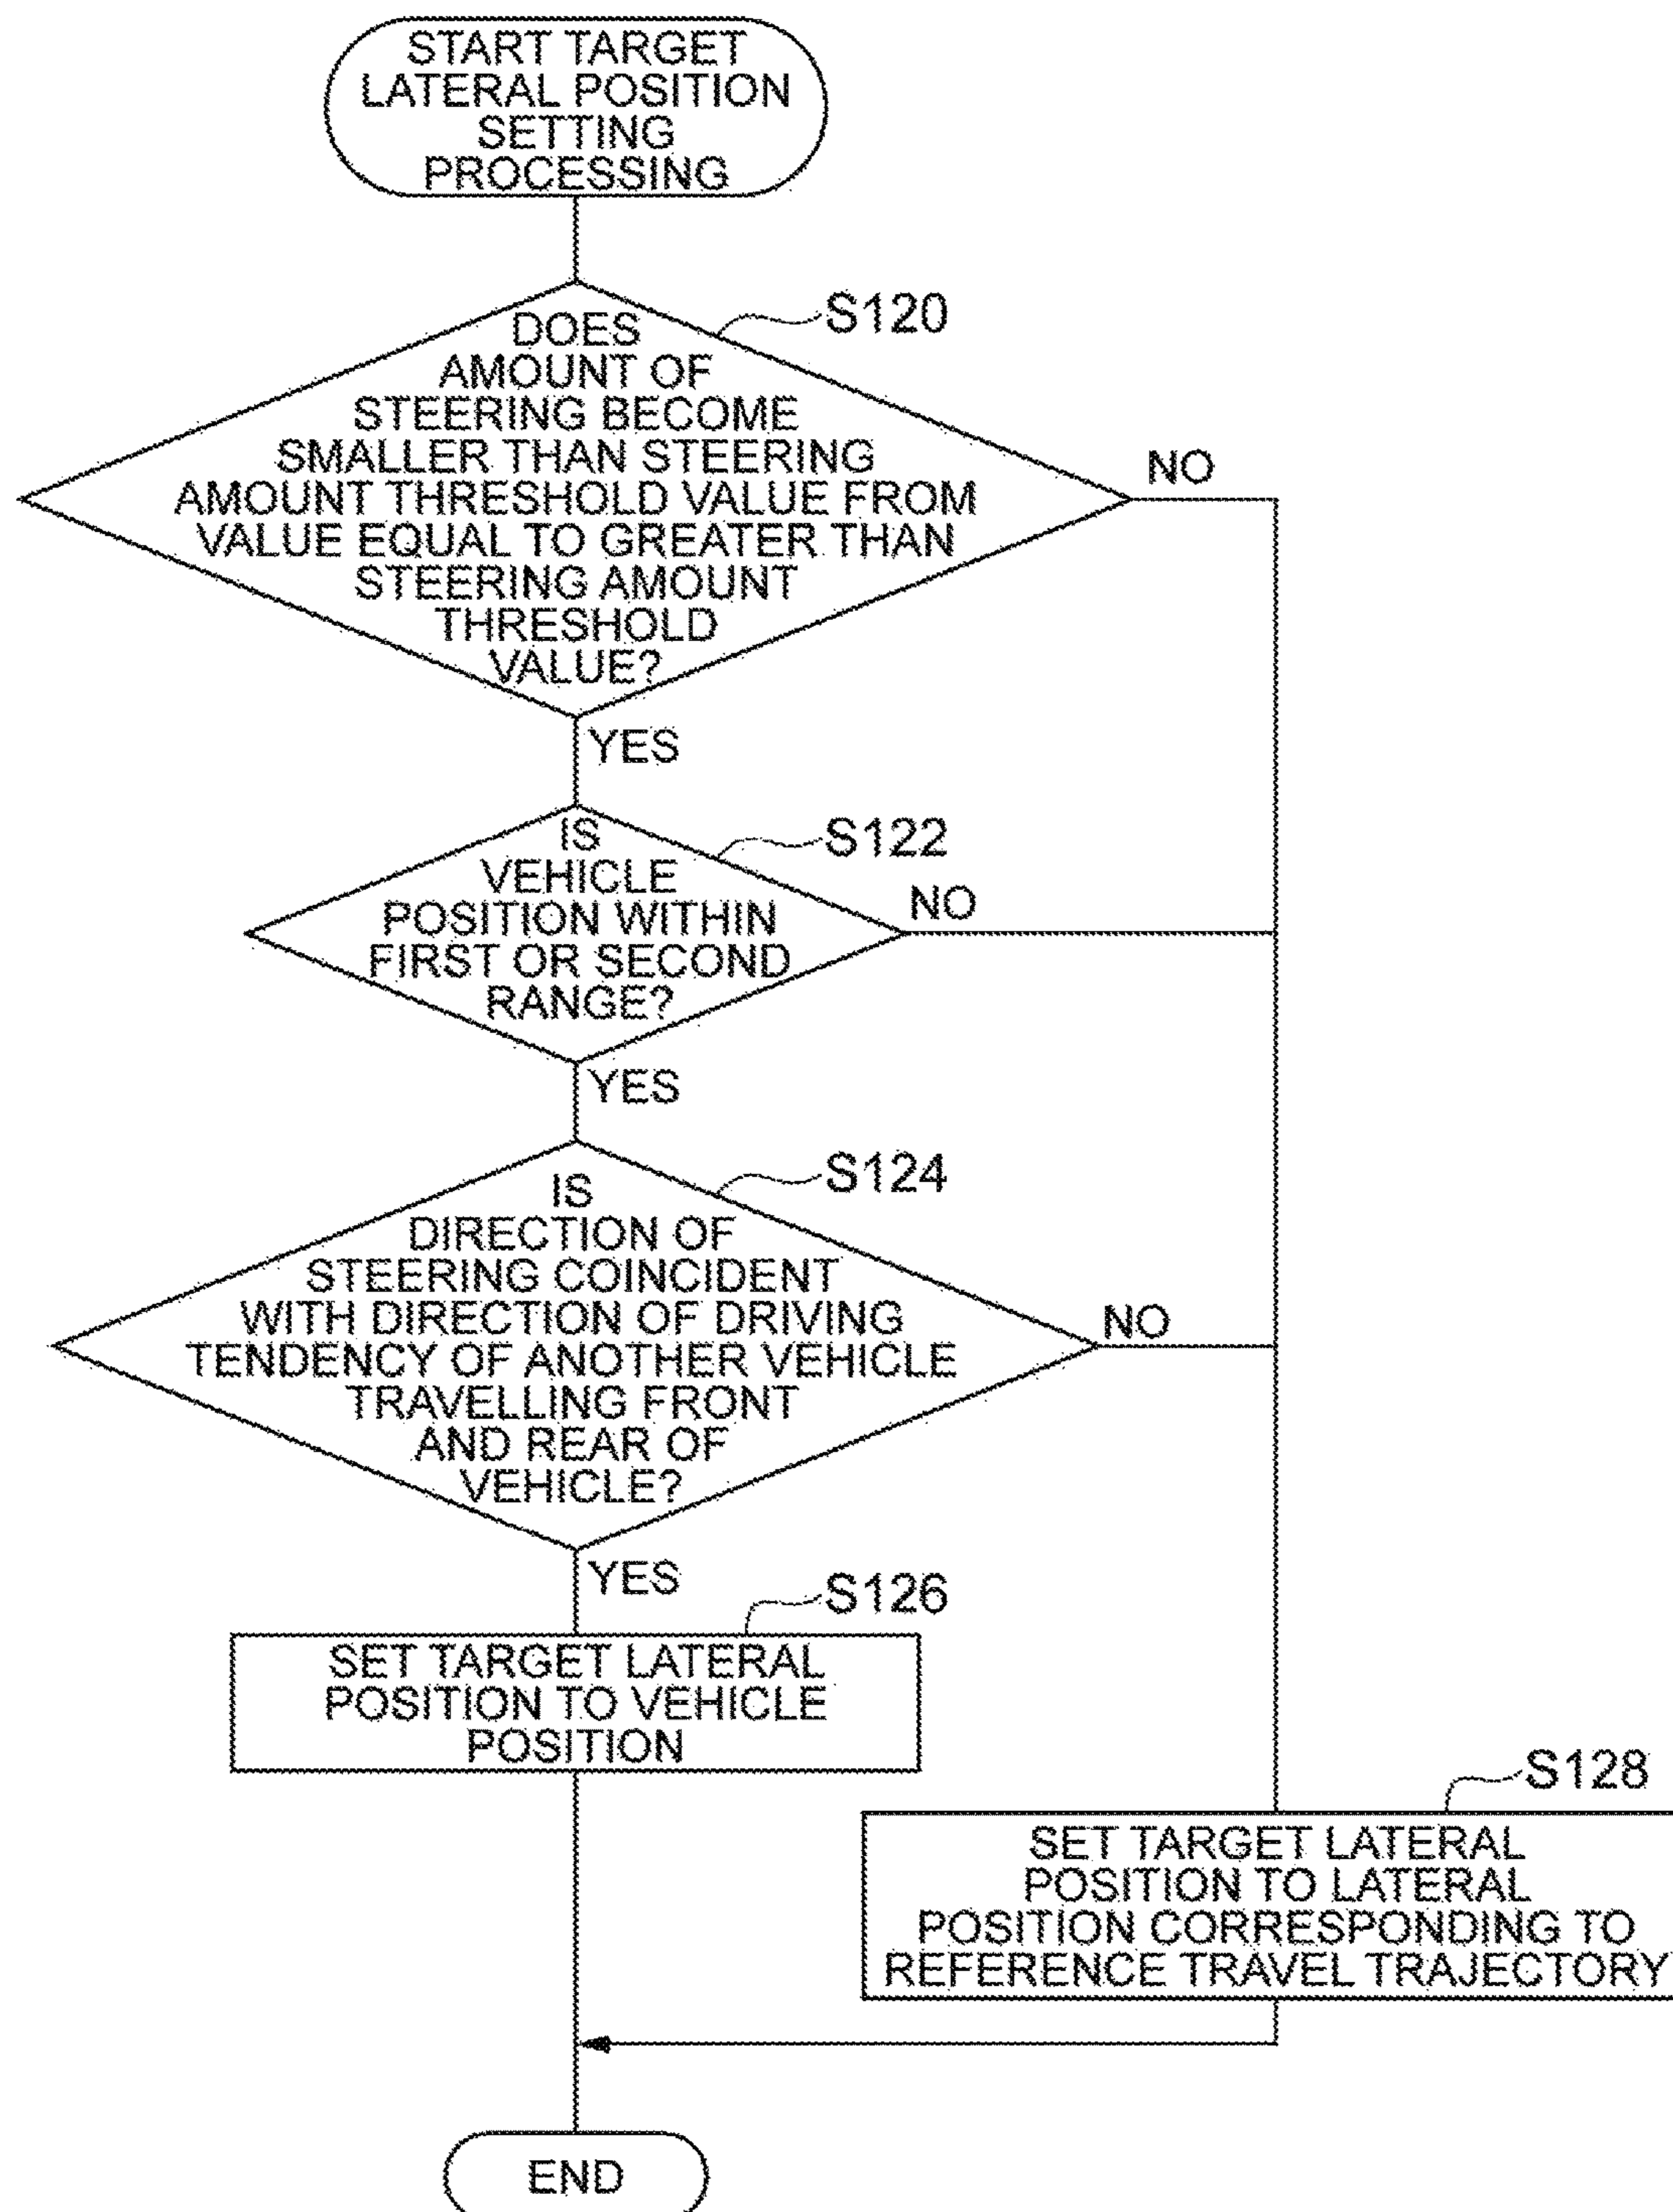 START TARGET
LATERAL POSITION
SETTING
PROCESSING
S120
DOES
AMOUNT OF
STEERING BECOME
SMALLER THAN STEERING
AMOUNT THRESHOLD VALUE FROM
VALUE EQUAL TO GREATER THAN
STEERING AMOUNT
THRESHOLD
VALUE?
NO
YES
S122
IS
VEHICLE
POSITION WITHIN
FIRST OR SECOND
RANGE?
NO
YES
S124
IS
DIRECTION OF
STEERING COINCIDENT
WITH DIRECTION OF DRIVING
TENDENCY OF ANOTHER VEHICLE
TRAVELLING FRONT
AND REAR OF
VEHICLE?
NO
YES
S126
SET TARGET LATERAL
POSITION TO VEHICLE
POSITION
S128
SET TARGET LATERAL
POSITION TO LATERAL
POSITION CORRESPONDING TO
REFERENCE TRAVEL TRAJECTORY
END